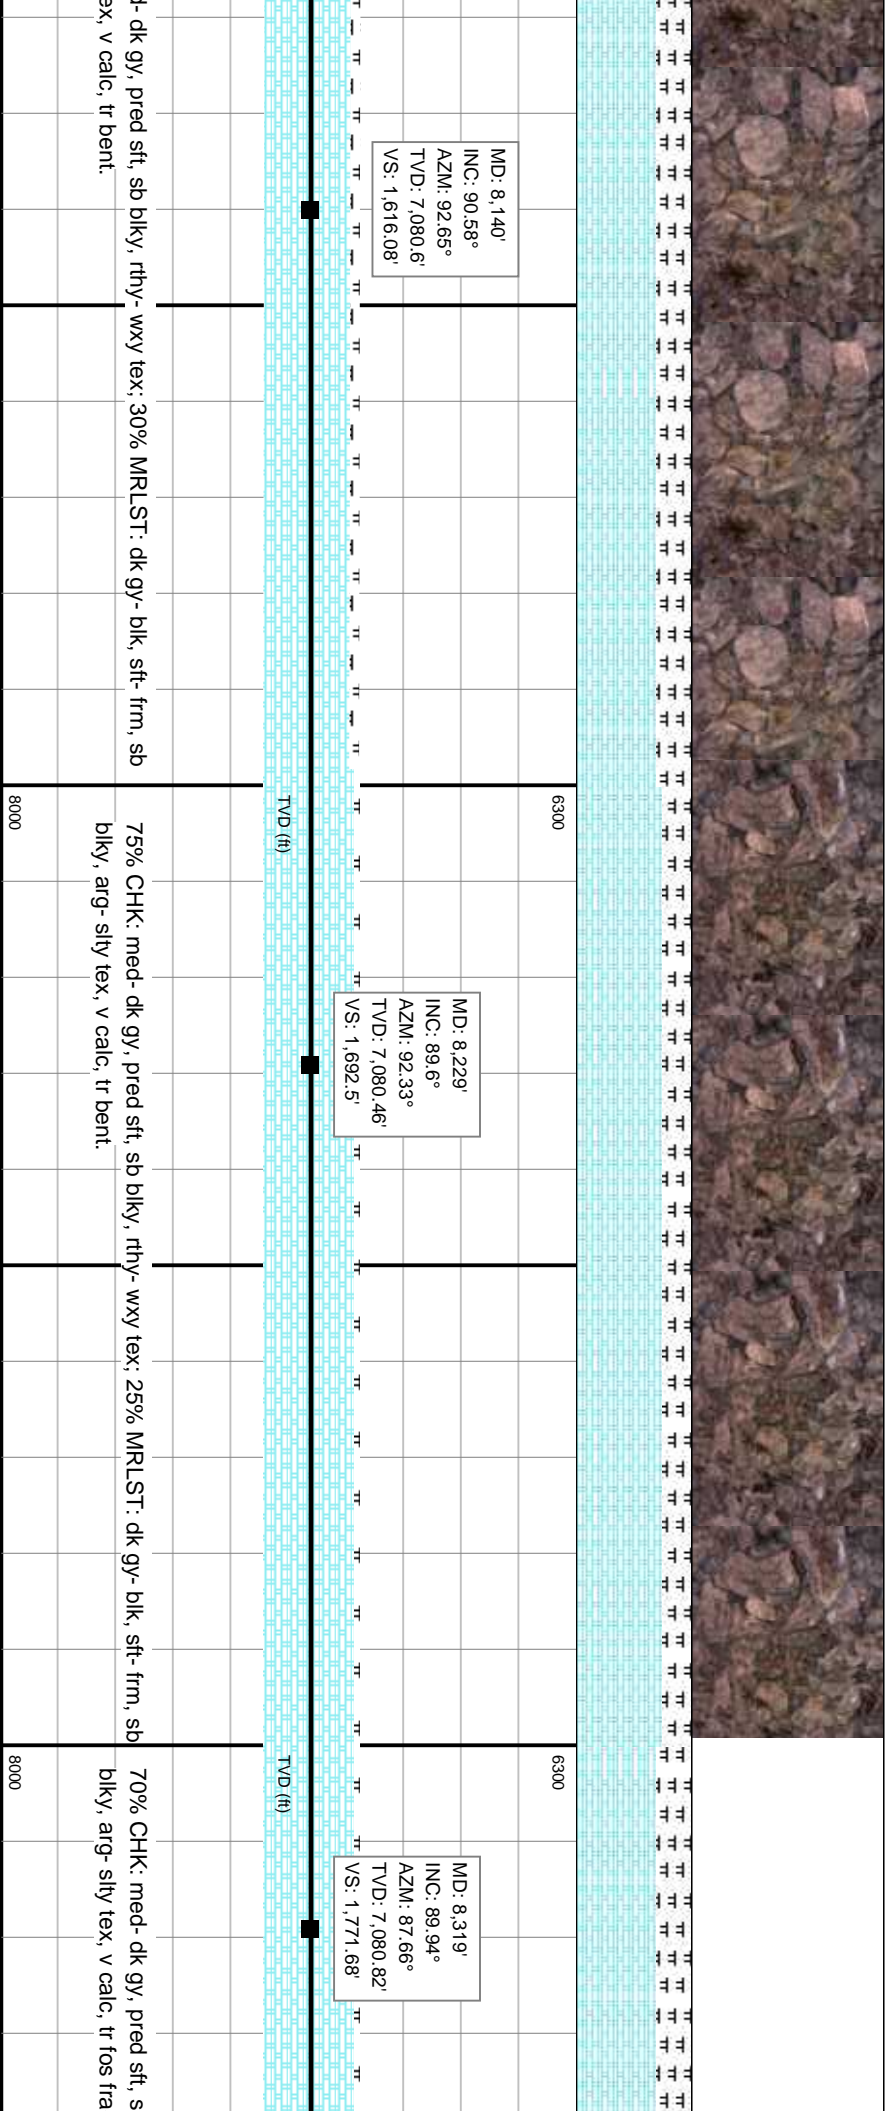 MD: 8,140'
INC: 90.58°
AZM: 92.65°
TVD: 7,080.6'
VS: 1,616.08'
dk gy, pred sft, sb blky, rthy- wxy tex; 30% MRLST: dk gy- blk, sft- frm, sb
v calc, tr bent.
6300
TVD (ft)
8000
MD: 8,229'
INC: 89.6°
AZM: 92.33°
TVD: 7,080.46'
VS: 1,692.5'
75% CHK: med- dk gy, pred sft, sb blky, rthy- wxy tex; 25% MRLST: dk gy- blk, sft- frm, sb
blky, arg- slty tex, v calc, tr bent.
6300
TVD (ft)
8000
MD: 8,319'
INC: 89.94°
AZM: 87.66°
TVD: 7,080.82'
VS: 1,771.68'
70% CHK: med- dk gy, pred sft, s
blky, arg- slty tex, v calc, tr fos fra